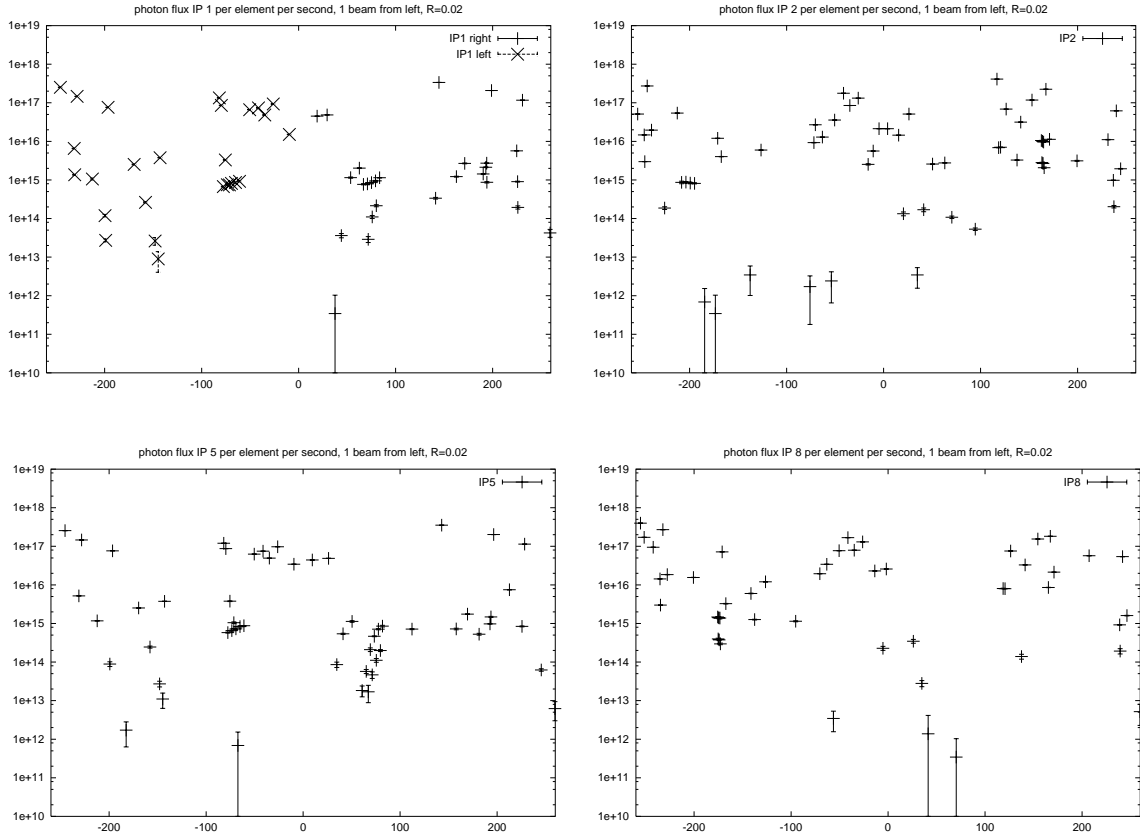 photon flux IP 1 per element per second, 1 beam from left, R=0.02
1e+19
1e+18
1e+17
1e+16
1e+15
1e+14
1e+13
1e+12
1e+11
1e+10
-200 -100 0 100 200
IP1 right
IP1 left
photon flux IP 2 per element per second, 1 beam from left, R=0.02
1e+19
1e+18
1e+17
1e+16
1e+15
1e+14
1e+13
1e+12
1e+11
1e+10
-200 -100 0 100 200
IP2
photon flux IP 5 per element per second, 1 beam from left, R=0.02
1e+19
1e+18
1e+17
1e+16
1e+15
1e+14
1e+13
1e+12
1e+11
1e+10
-200 -100 0 100 200
IP5
photon flux IP 8 per element per second, 1 beam from left, R=0.02
1e+19
1e+18
1e+17
1e+16
1e+15
1e+14
1e+13
1e+12
1e+11
1e+10
-200 -100 0 100 200
IP8